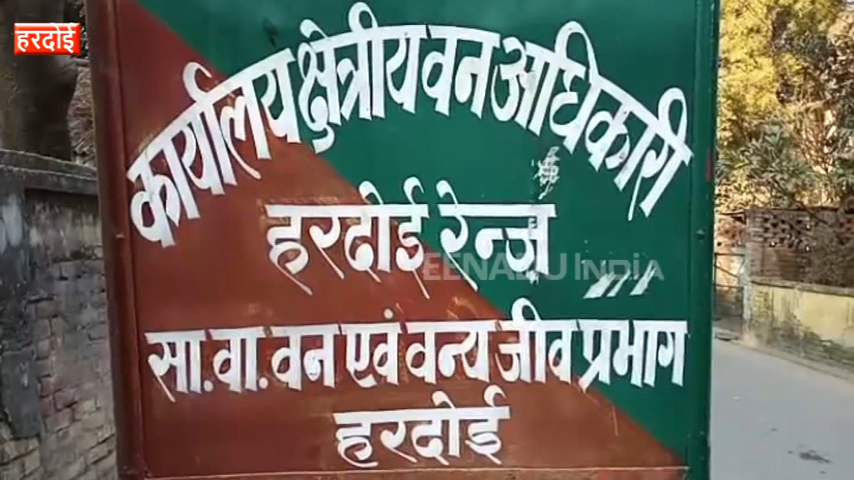 हरदोई
कार्यालय क्षेत्रीय वन अधिकारी
हरदोई रेन्ज
EENADU INDIA
सा.वा.वन एवं वन्य जीव प्रभाग
हरदोई